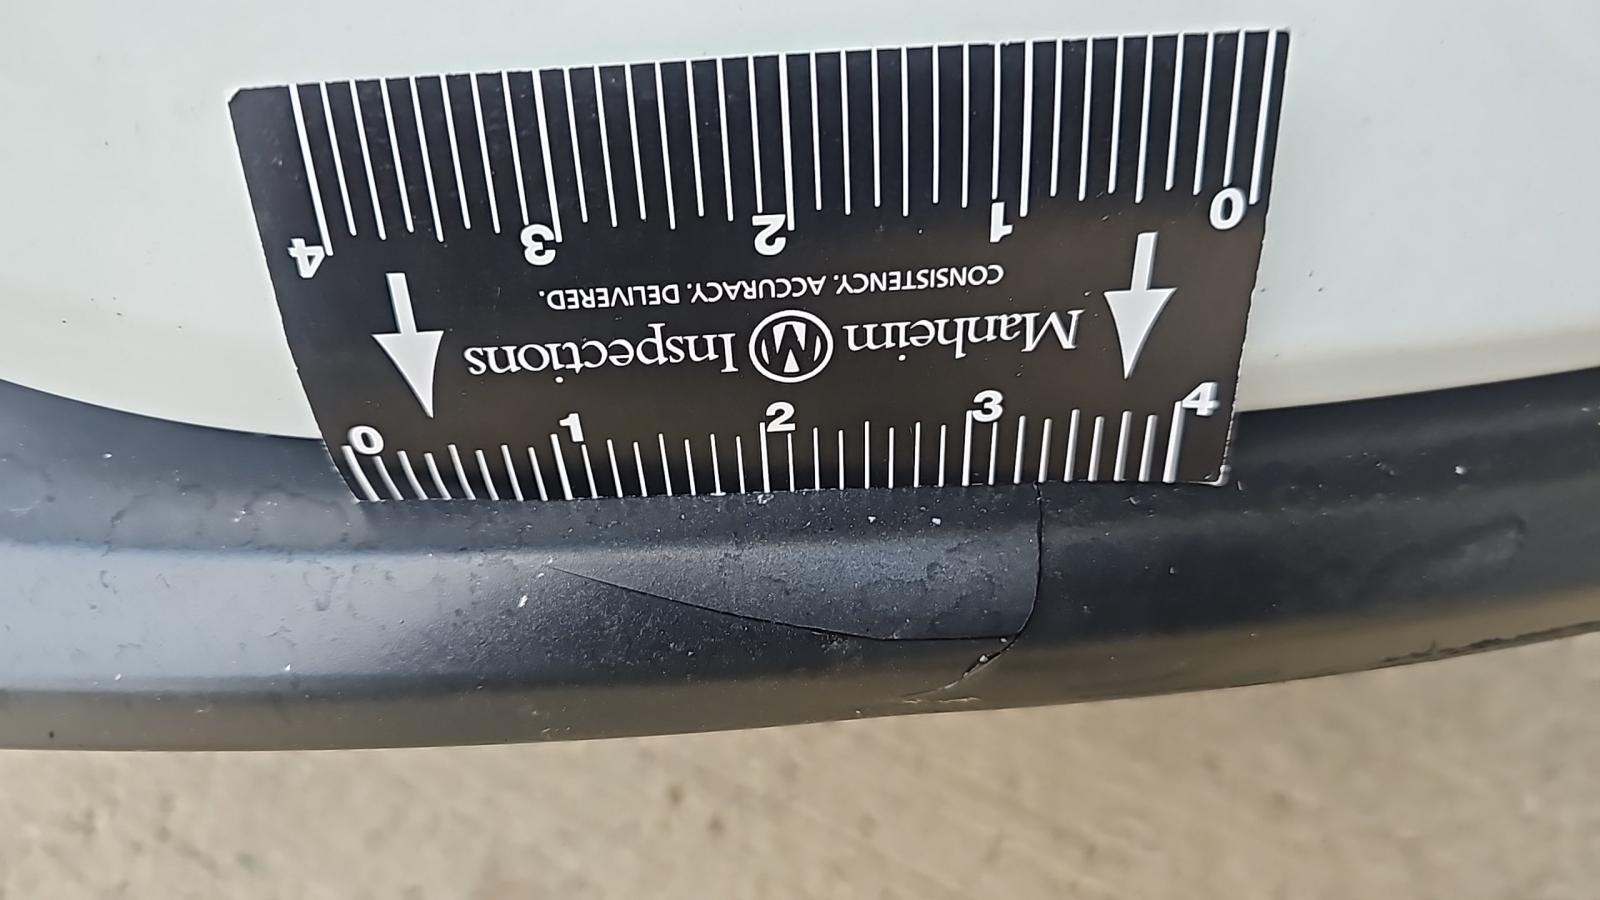 0 1 2 3 4
Manheim M Inspections
CONSISTENCY. ACCURACY. DELIVERED.
0 1 2 3 4